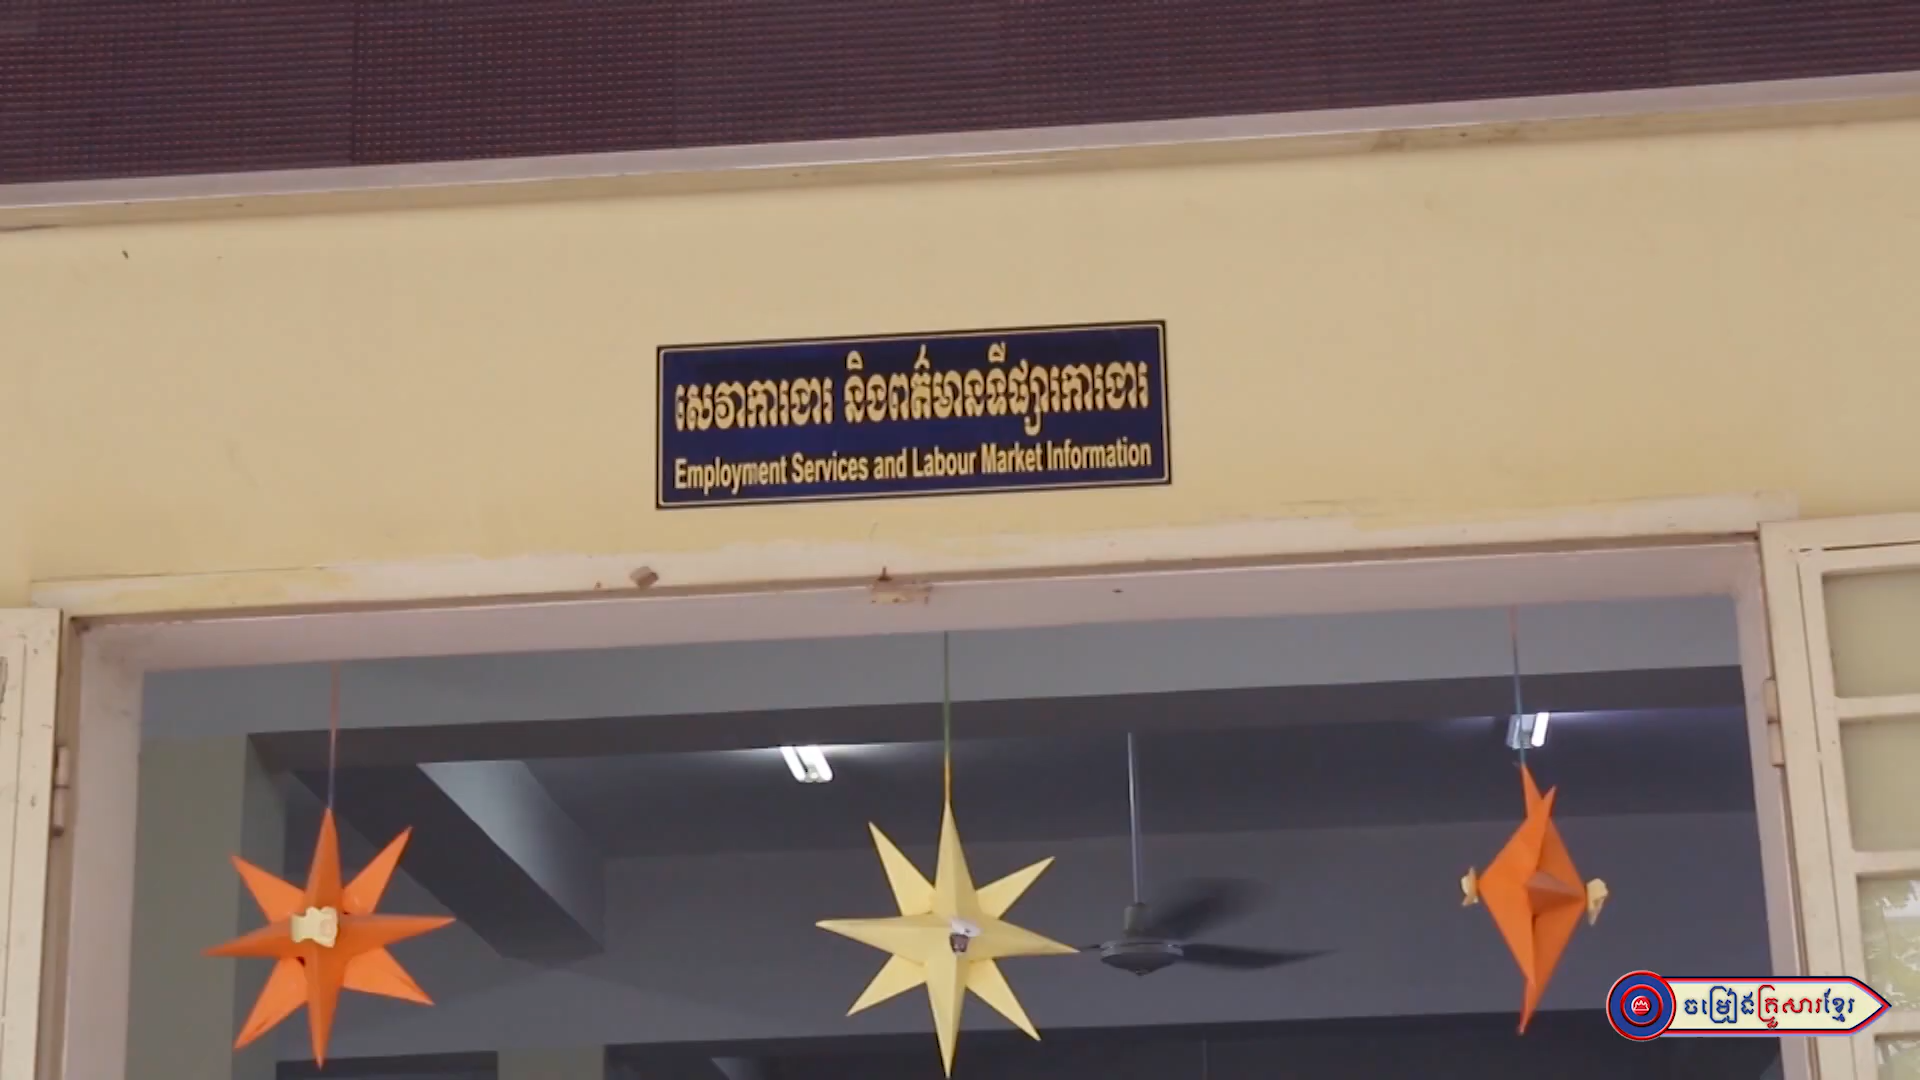 សេវាការងារ និងពត៌មានទីផ្សារការងារ
Employment Services and Labour Market Information
ចម្រៀងគ្រួសារខ្មែរ